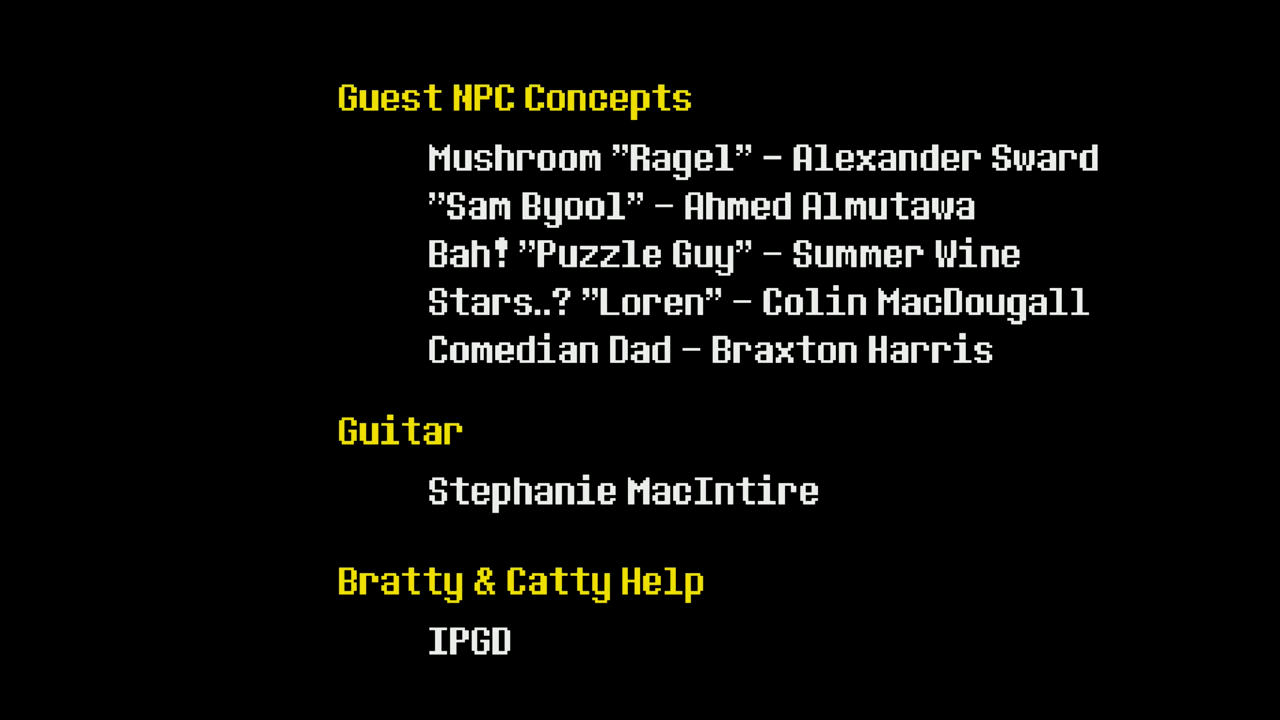 Guest NPC Concepts
Mushroom "Ragel" - Alexander Sward
"Sam Byool" - Ahmed Almutawa
Bah! "Puzzle Guy" - Summer Wine
Stars..? "Loren" - Colin MacDougall
Comedian Dad - Braxton Harris
Guitar
Stephanie MacIntire
Bratty & Catty Help
IPGD